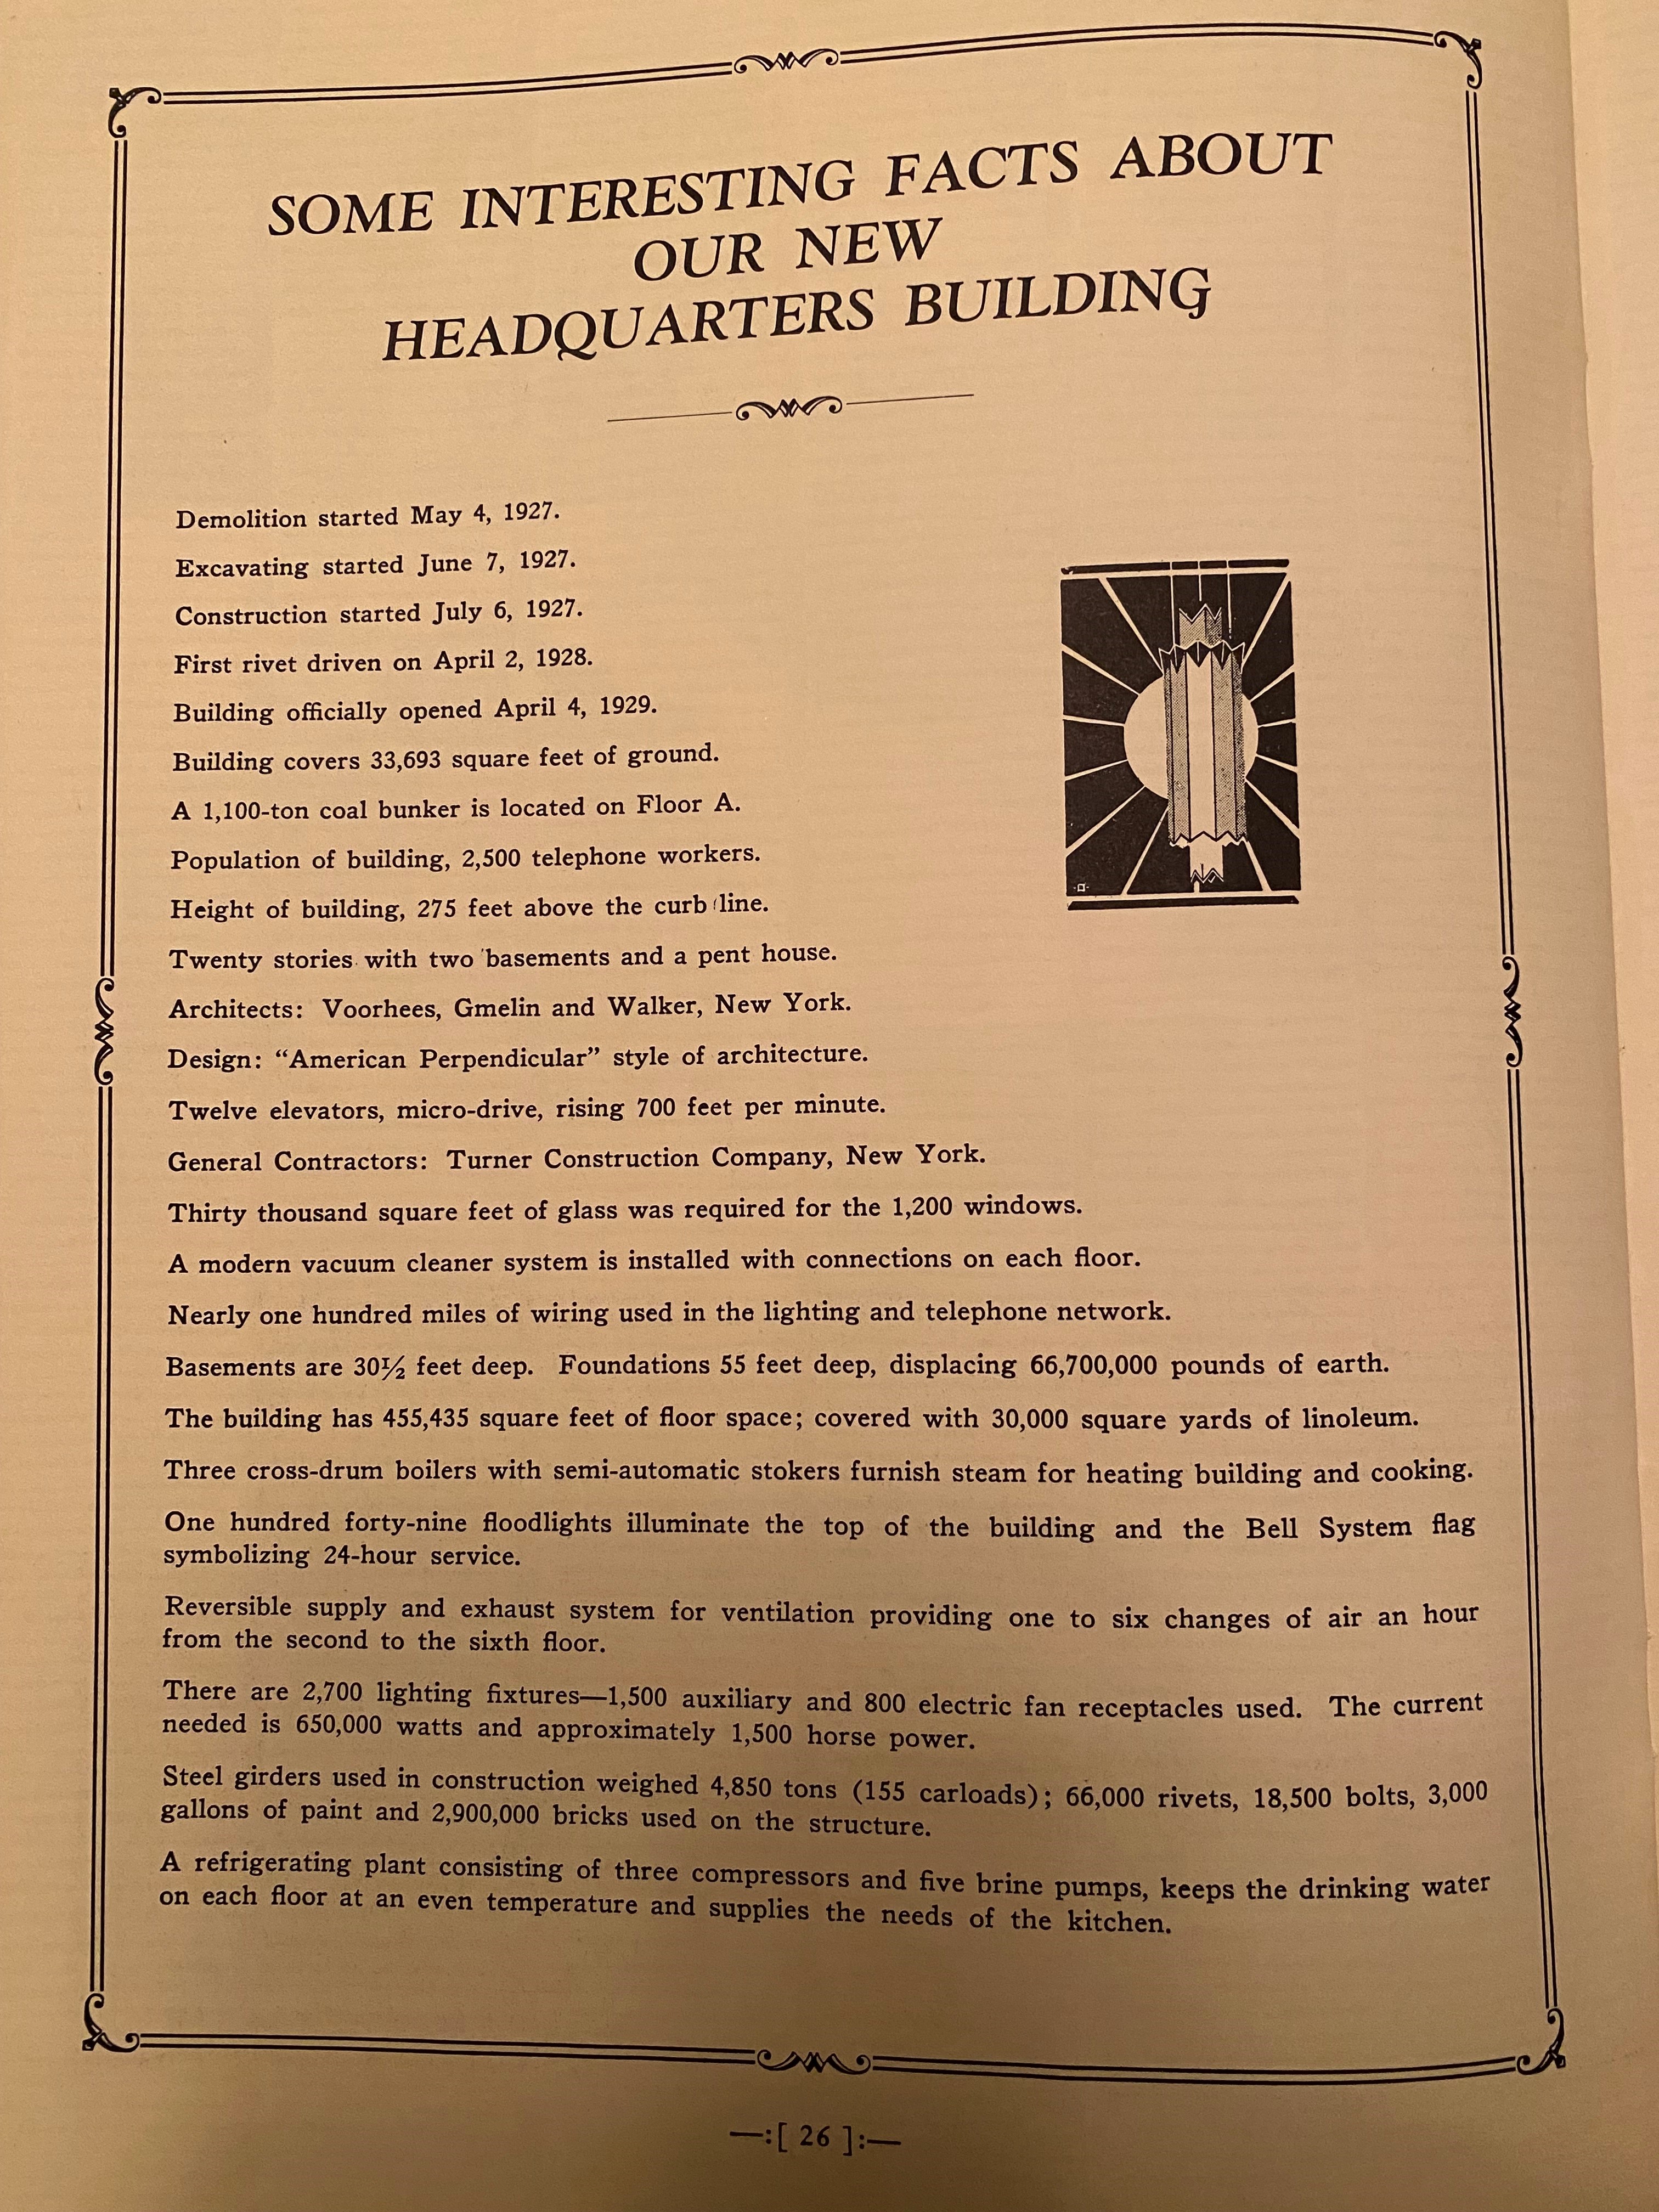 SOME INTERESTING FACTS ABOUT
OUR NEW
HEADQUARTERS BUILDING
Demolition started May 4, 1927.
Excavating started June 7, 1927.
Construction started July 6, 1927.
First rivet driven on April 2, 1928.
Building officially opened April 4, 1929.
Building covers 33,693 square feet of ground.
A 1,100-ton coal bunker is located on Floor A.
Population of building, 2,500 telephone workers.
Height of building, 275 feet above the curb line.
Twenty stories with two basements and a pent house.
Architects: Voorhees, Gmelin and Walker, New York.
Design: “American Perpendicular” style of architecture.
Twelve elevators, micro-drive, rising 700 feet per minute.
General Contractors: Turner Construction Company, New York.
Thirty thousand square feet of glass was required for the 1,200 windows.
A modern vacuum cleaner system is installed with connections on each floor.
Nearly one hundred miles of wiring used in the lighting and telephone network.
Basements are 30½ feet deep. Foundations 55 feet deep, displacing 66,700,000 pounds of earth.
The building has 455,435 square feet of floor space; covered with 30,000 square yards of linoleum.
Three cross-drum boilers with semi-automatic stokers furnish steam for heating building and cooking.
One hundred forty-nine floodlights illuminate the top of the building and the Bell System flag
symbolizing 24-hour service.
Reversible supply and exhaust system for ventilation providing one to six changes of air an hour
from the second to the sixth floor.
There are 2,700 lighting fixtures—1,500 auxiliary and 800 electric fan receptacles used. The current
needed is 650,000 watts and approximately 1,500 horse power.
Steel girders used in construction weighed 4,850 tons (155 carloads); 66,000 rivets, 18,500 bolts, 3,000
gallons of paint and 2,900,000 bricks used on the structure.
A refrigerating plant consisting of three compressors and five brine pumps, keeps the drinking water
on each floor at an even temperature and supplies the needs of the kitchen.
—:[ 26 ]:—